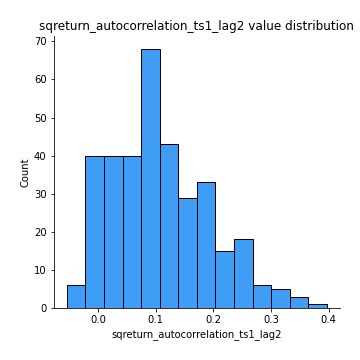 sqreturn_autocorrelation_ts1_lag2 value distribution
70
60
50
40
30
20
10
0
Count
0.0 0.1 0.2 0.3 0.4
sqreturn_autocorrelation_ts1_lag2